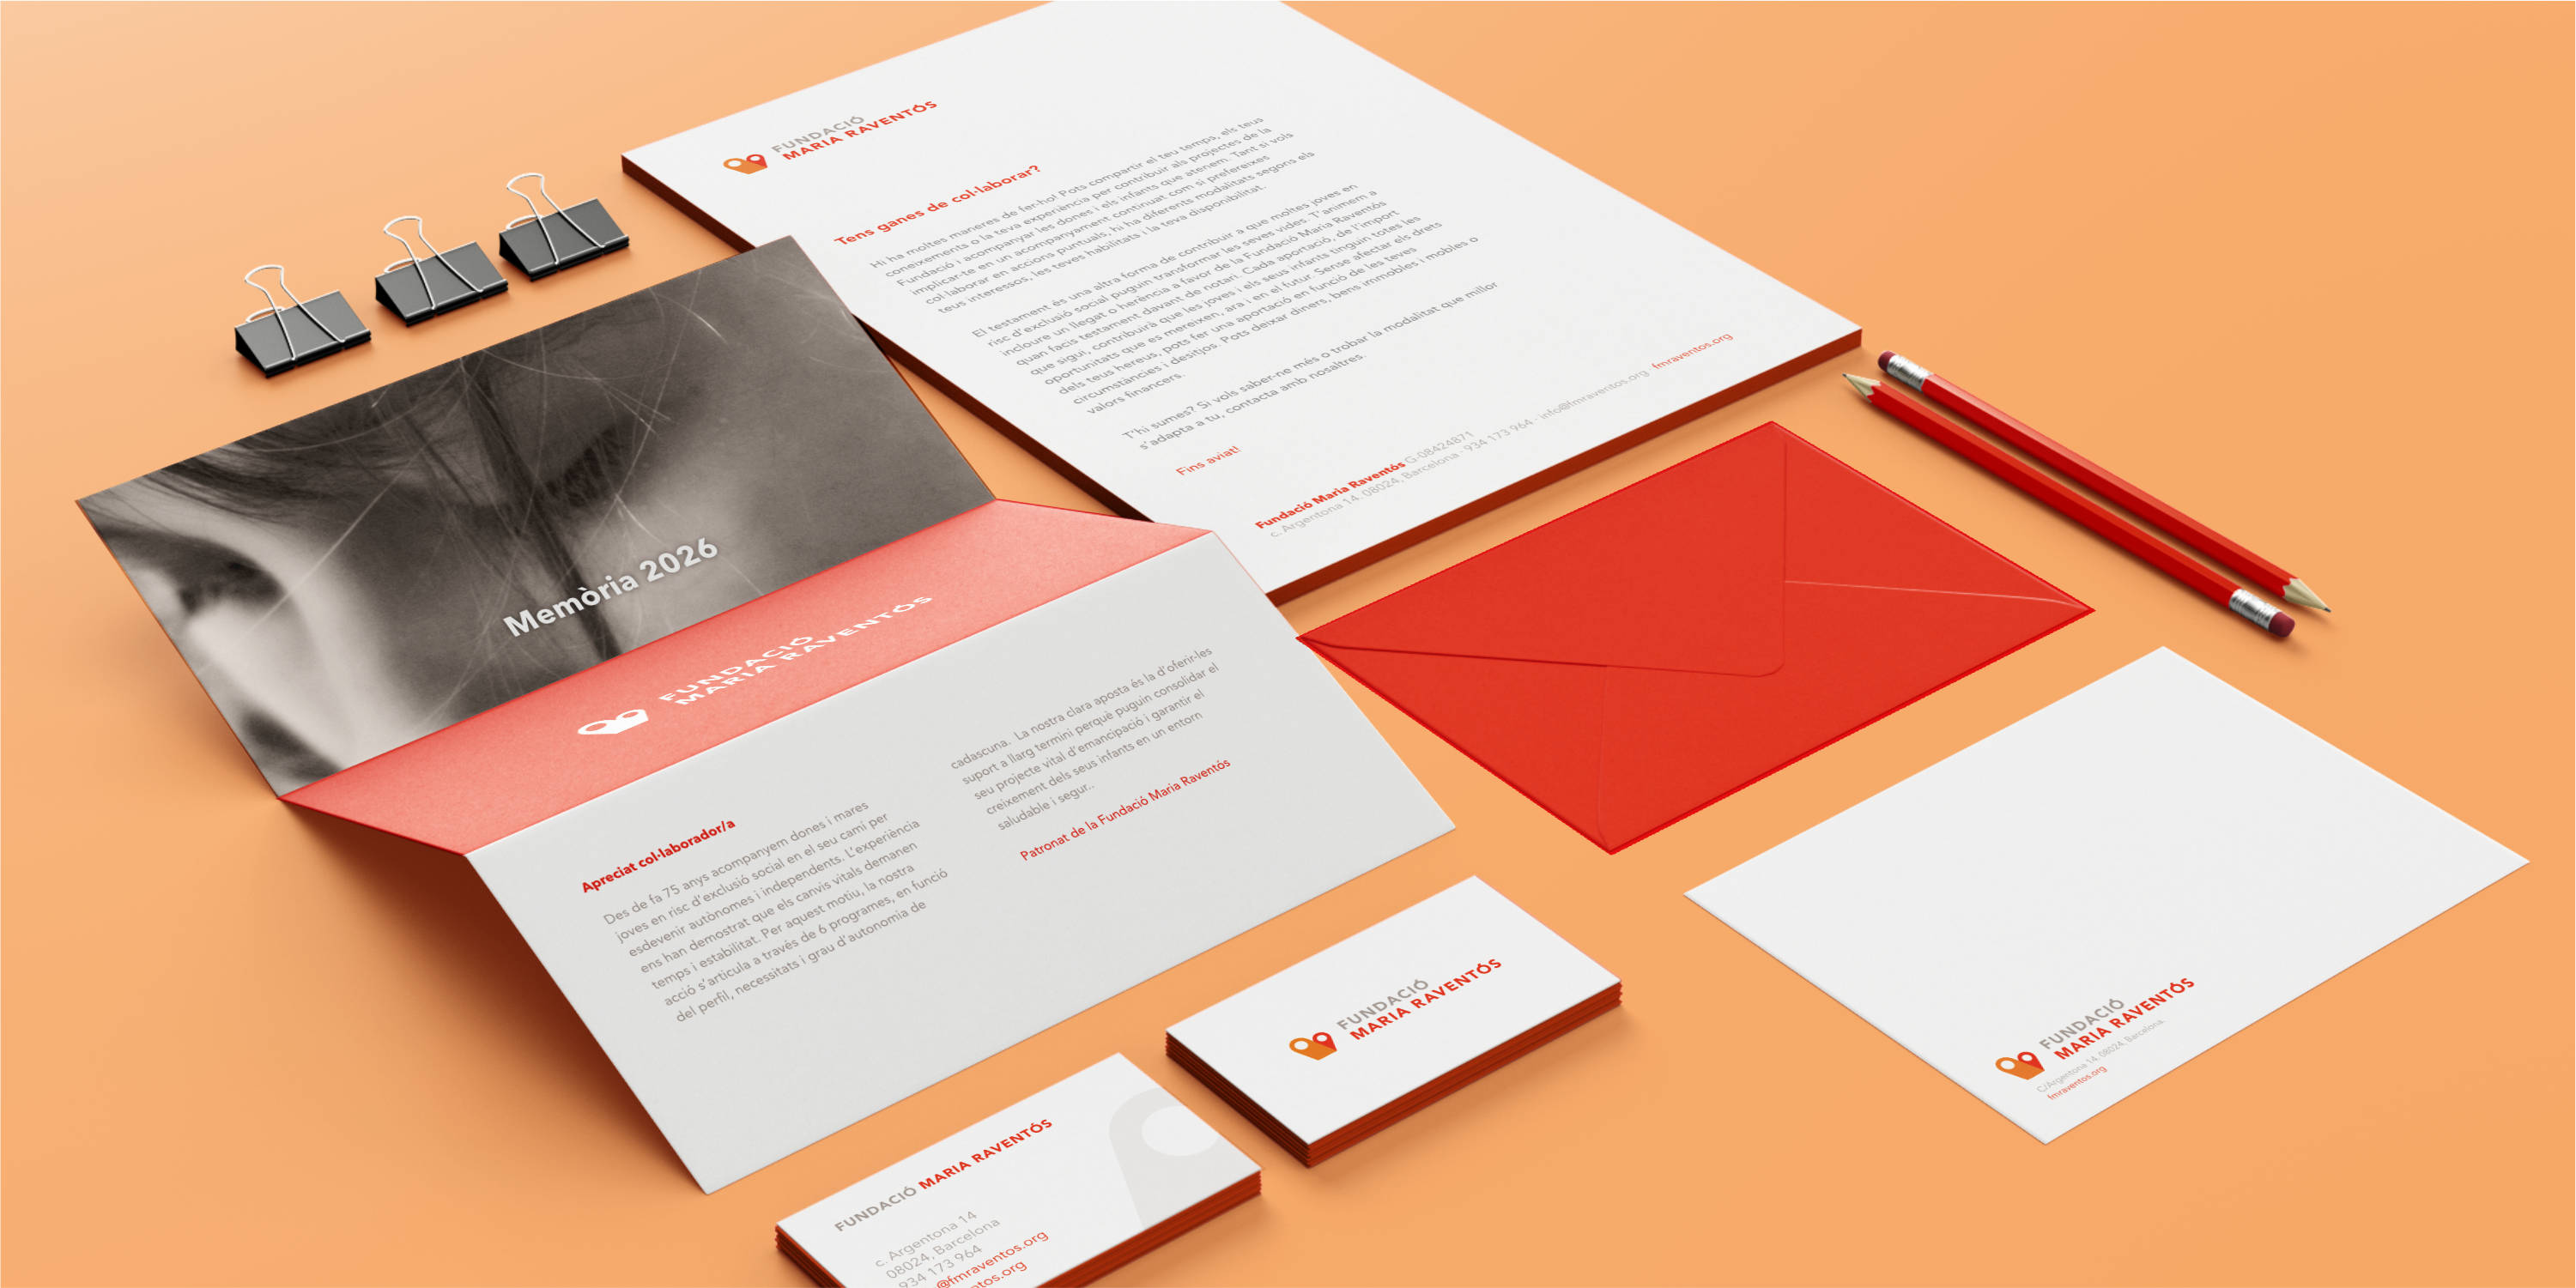 FUNDACIÓ
MARIA RAVENTÓS
Tens ganes de col·laborar?
Hi ha moltes maneres de fer-ho! Pots compartir el teu temps, els teus
coneixements o la teva experiència per contribuir als projectes de la
Fundació i acompanyar les dones i els infants que atenem. Tant si vols
implicar-te en un acompanyament continuat com si prefereixes
col·laborar en accions puntuals, hi ha diferents modalitats segons els
teus interessos, les teves habilitats i la teva disponibilitat.
El testament és una altra forma de contribuir a que moltes joves en
risc d'exclusió social puguin transformar les seves vides. T'animem a
incloure un llegat o herència a favor de la Fundació Maria Raventós
quan facis testament davant de notari. Cada aportació, de l'import
que sigui, contribuirà que les joves i els seus infants tinguin totes les
oportunitats que es mereixen, ara i en el futur. Sense afectar els drets
dels teus hereus, pots fer una aportació en funció de les teves
circumstàncies i desitjos. Pots deixar diners, bens immobles i mobles o
valors financers.
T'hi sumes? Si vols saber-ne més o trobar la modalitat que millor
s'adapta a tu, contacta amb nosaltres.
Fins aviat!
Fundació Maria Raventós G-08424871
c. Argentona 14. 08024, Barcelona · 934 173 964 · info@fmraventos.org · fmraventos.org
Memòria 2026
FUNDACIÓ
MARIA RAVENTÓS
Apreciat col·laborador/a
Des de fa 75 anys acompanyem dones i mares
joves en risc d'exclusió social en el seu camí per
esdevenir autònomes i independents. L'experiència
ens han demostrat que els canvis vitals demanen
temps i estabilitat. Per aquest motiu, la nostra
acció s'articula a través de 6 programes, en funció
del perfil, necessitats i grau d'autonomia de
cadascuna. La nostra clara aposta és la d'oferir-les
suport a llarg termini perquè puguin consolidar el
seu projecte vital d'emancipació i garantir el
creixement dels seus infants en un entorn
saludable i segur..
Patronat de la Fundació Maria Raventós
FUNDACIÓ
MARIA RAVENTÓS
FUNDACIÓ MARIA RAVENTÓS
c. Argentona 14
08024, Barcelona
934 173 964
@fmraventos.org
tos.org
FUNDACIÓ
MARIA RAVENTÓS
C/Argentona 14. 08024, Barcelona
fmraventos.org